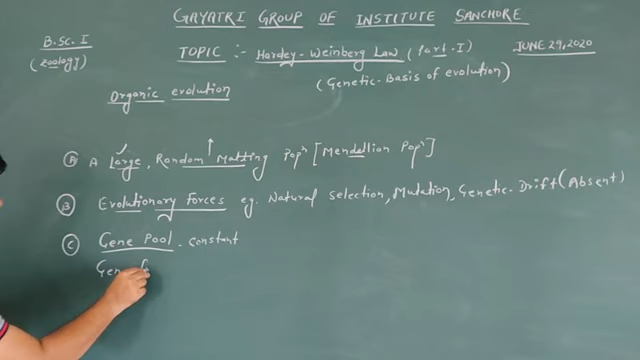 GAYATRI GROUP OF INSTITUTE SANCHORE
B.Sc. I
(Zoology)
TOPIC :- Hardey-Weinberg Law (Part-I)
JUNE 29, 2020
(Genetic-Basis of evolution)
Organic evolution
(A) A Large, Random Matting Popⁿ [Mendellian Popⁿ]
(B) Evolutionary Forces eg. Natural selection, Mutation, Genetic-Drift (Absent)
(C) Gene Pool - constant
Gene